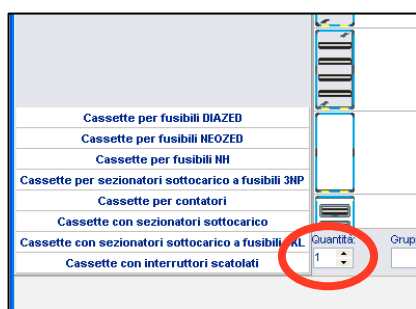 Cassette per fusibili DIAZED
Cassette per fusibili NEOZED
Cassette per fusibili NH
Cassette per sezionatori sottocarico a fusibili 3NP
Cassette per contatori
Cassette con sezionatori sottocarico
Cassette con sezionatori sottocarico a fusibili
Cassette con interruttori scatolati
Quantità:
Grup
1